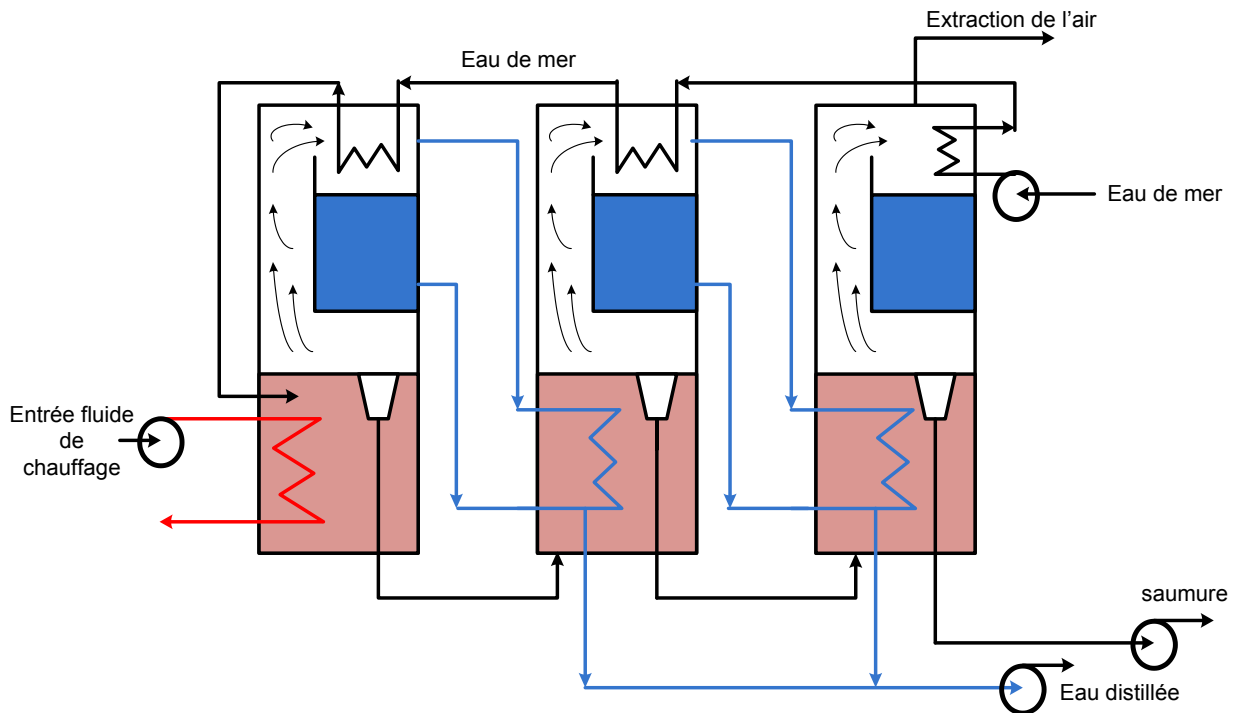 Extraction de l'air
Eau de mer
Eau de mer
Entrée fluide
de
chauffage
saumure
Eau distillée